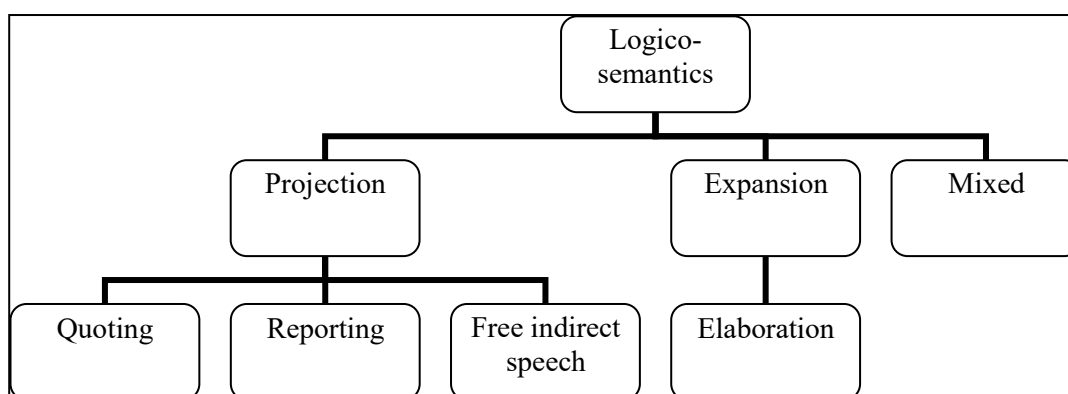 Logico-
semantics
Projection
Expansion
Mixed
Quoting
Reporting
Free indirect
speech
Elaboration